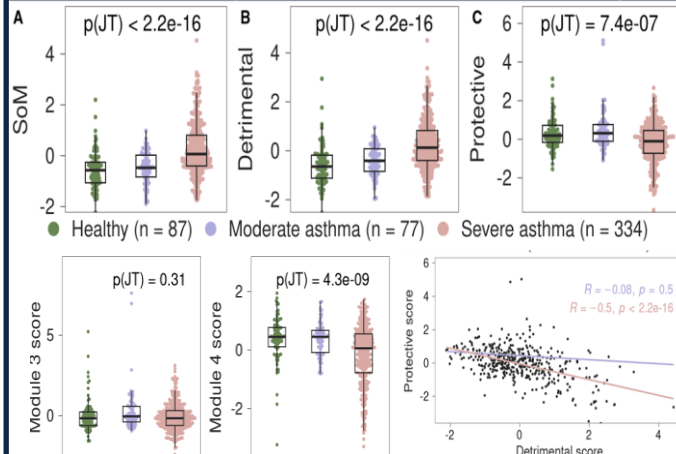 A
p(JT) < 2.2e-16
SoM
4
2
0
-2
B
p(JT) < 2.2e-16
Detrimental
4
2
0
-2
C
p(JT) = 7.4e-07
Protective
6
4
2
0
-2
Healthy (n = 87) Moderate asthma (n = 77) Severe asthma (n = 334)
p(JT) = 0.31
Module 3 score
5
0
p(JT) = 4.3e-09
Module 4 score
2
0
-2
R = −0.08, p = 0.5
R = −0.5, p < 2.2e-16
Protective score
6
4
2
0
-2
-2 0 2 4
Detrimental score